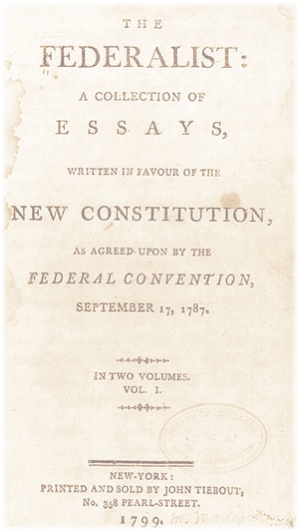 THE
FEDERALIST:
A COLLECTION OF
ESSAYS,
WRITTEN IN FAVOUR OF THE
NEW CONSTITUTION,
AS AGREED UPON BY THE
FEDERAL CONVENTION,
SEPTEMBER 17, 1787.
IN TWO VOLUMES.
VOL. I.
NEW-YORK:
PRINTED AND SOLD BY JOHN TIEBOUT,
No. 358 PEARL-STREET.
1799.